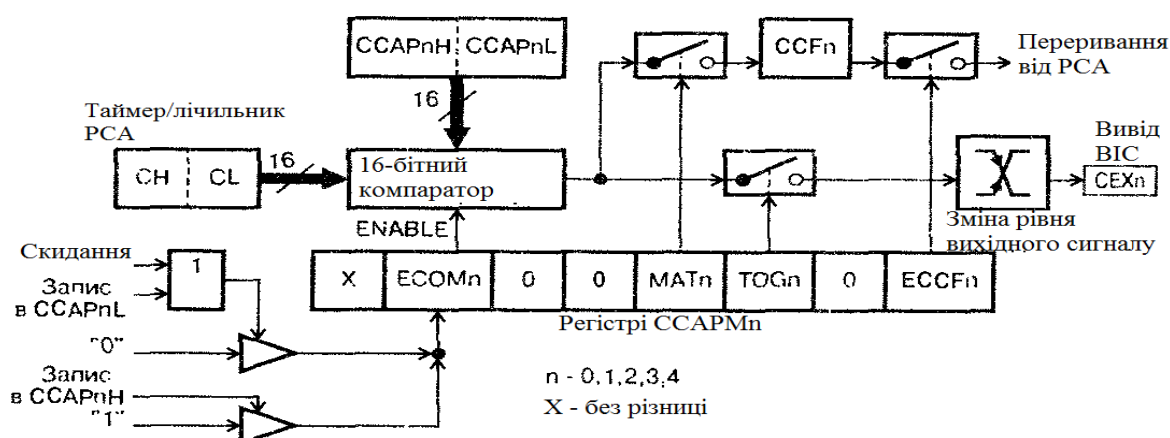 CCAPnH CCAPnL
CCFn
Переривання
від PCA
16
Таймер/лічильник
PCA
CH CL
16
16-бітний
компаратор
Вивід
ВІС
CEXn
ENABLE
Зміна рівня
вихідного сигналу
Скидання
1
Запис
в CCAPnL
X ECOMn 0 0 MATn TOGn 0 ECCFn
Регістрі CCAPMn
"0"
Запис
в CCAPnH
"1"
n - 0,1,2,3,4
X - без різниці